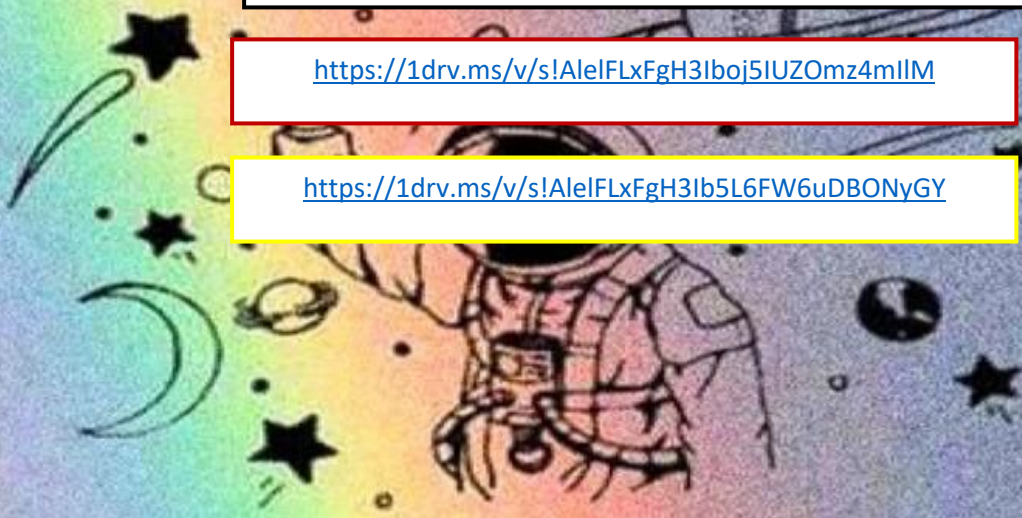 https://1drv.ms/v/s!AlelFLxFgH3Iboj5IUZOmz4mIlM
https://1drv.ms/v/s!AlelFLxFgH3Ib5L6FW6uDBONyGY